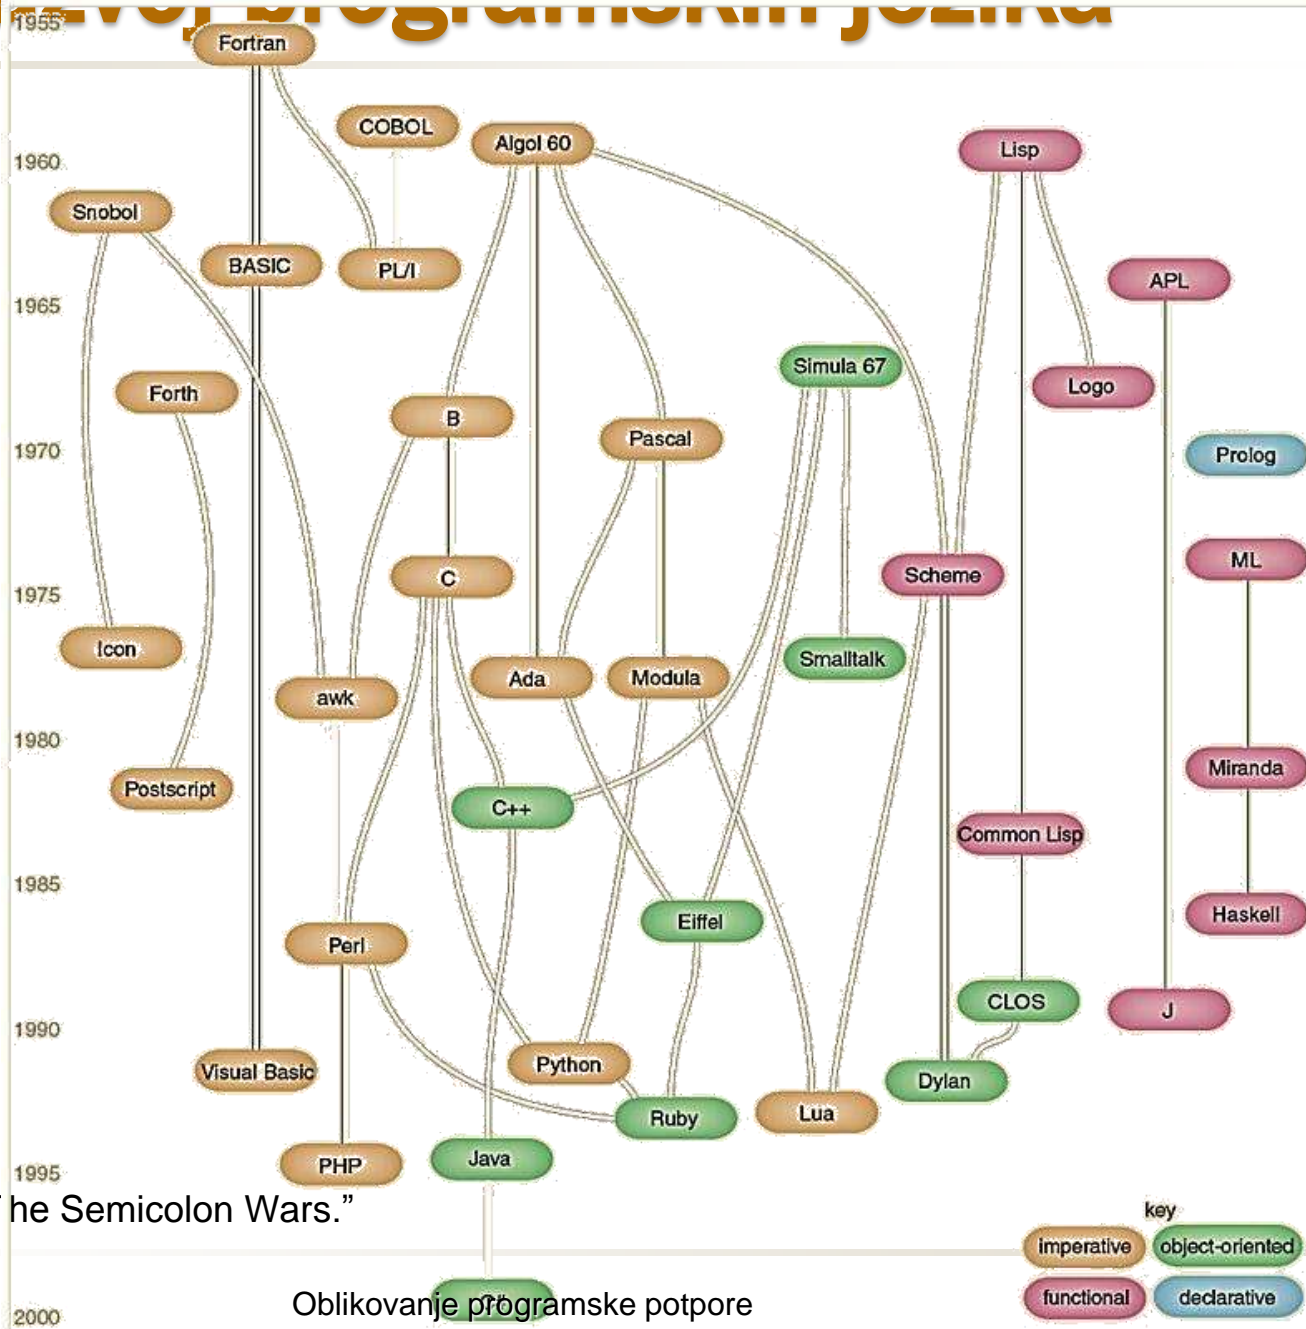 programskih jezika
1955
Fortran
COBOL
Algol 60
Lisp
1960
Snobol
BASIC
PL/I
APL
1965
Simula 67
Forth
Logo
B
Pascal
1970
Prolog
ML
C
Scheme
1975
Icon
Smalltalk
Ada
Modula
awk
1980
Miranda
Postscript
C++
Common Lisp
1985
Haskell
Eiffel
Perl
CLOS
J
1990
Python
Visual Basic
Dylan
Lua
Ruby
Java
PHP
1995
he Semicolon Wars.”
key
imperative
object-oriented
functional
declarative
Oblikovanje programske potpore
2000